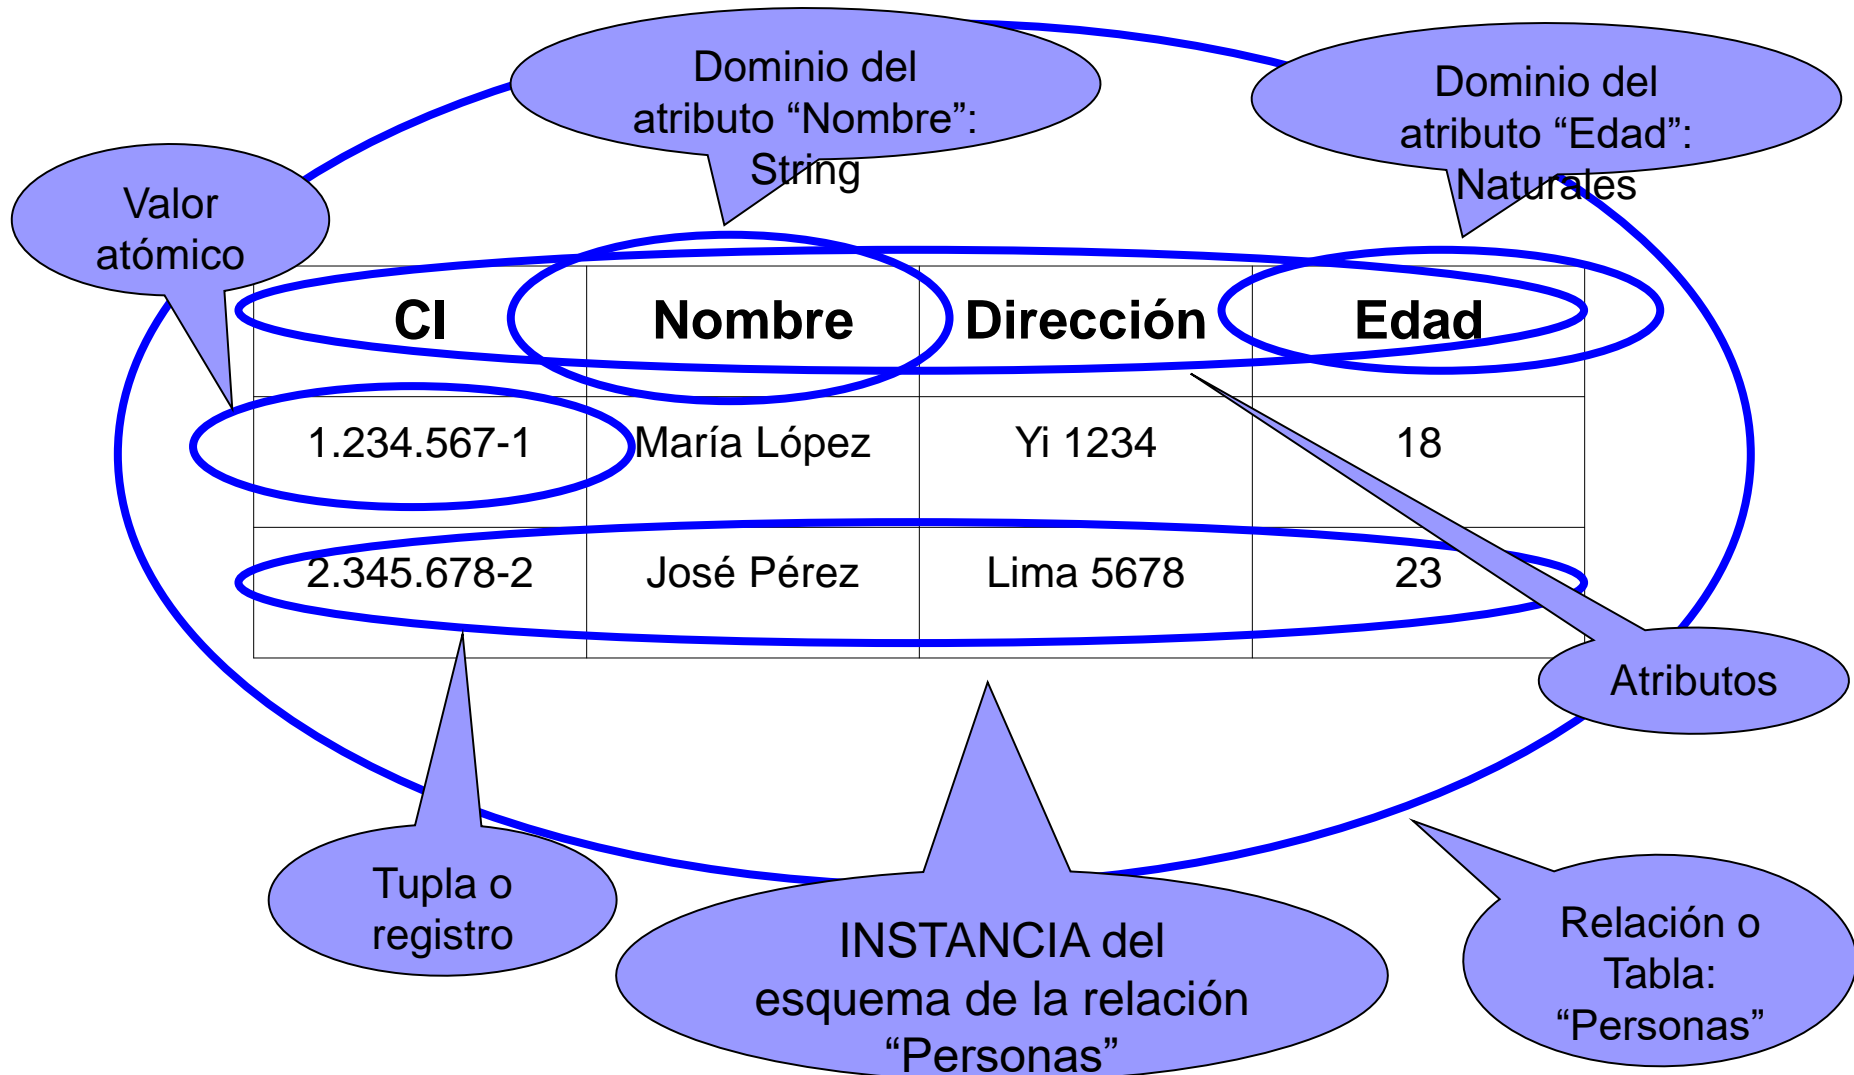 Dominio del
atributo “Nombre”:
String
Dominio del
atributo “Edad”:
Naturales
Valor
atómico
CI Nombre Dirección Edad
1.234.567-1 María López Yi 1234 18
2.345.678-2 José Pérez Lima 5678 23
Atributos
Tupla o
registro
INSTANCIA del
esquema de la relación
“Personas”
Relación o
Tabla:
“Personas”